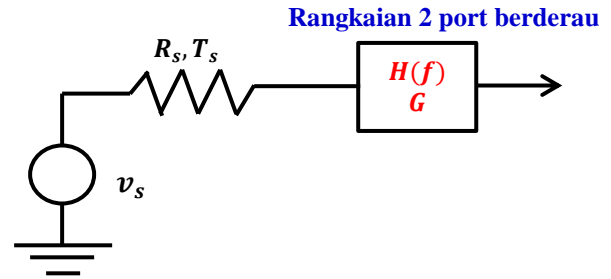 Rangkaian 2 port berderau
R_s, T_s
H(f)
G
v_s